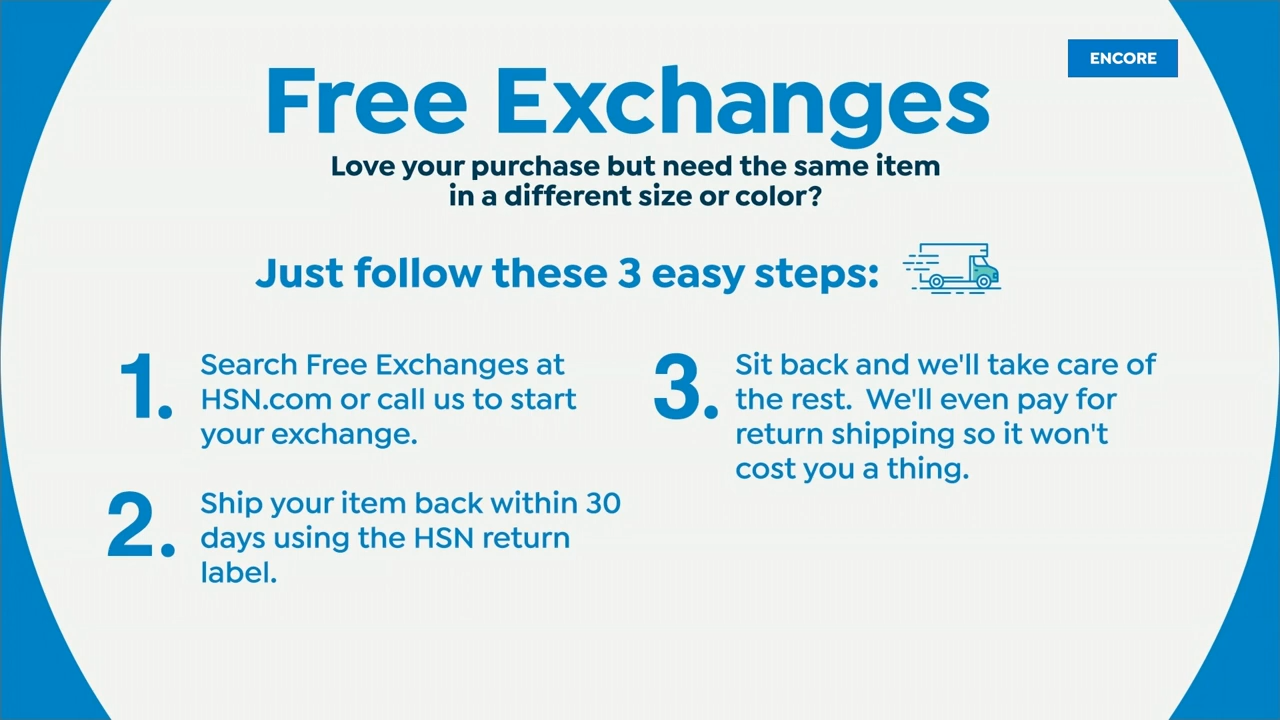 ENCORE
Free Exchanges
Love your purchase but need the same item
in a different size or color?
Just follow these 3 easy steps:
1. Search Free Exchanges at
HSN.com or call us to start
your exchange.
2. Ship your item back within 30
days using the HSN return
label.
3. Sit back and we'll take care of
the rest.  We'll even pay for
return shipping so it won't
cost you a thing.